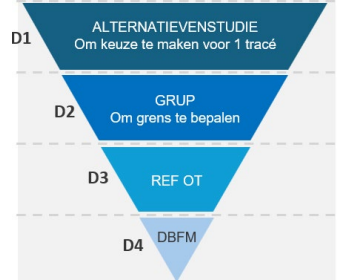 D1
ALTERNATIEVENSTUDIE
Om keuze te maken voor 1 tracé
D2
GRUP
Om grens te bepalen
D3
REF OT
D4
DBFM